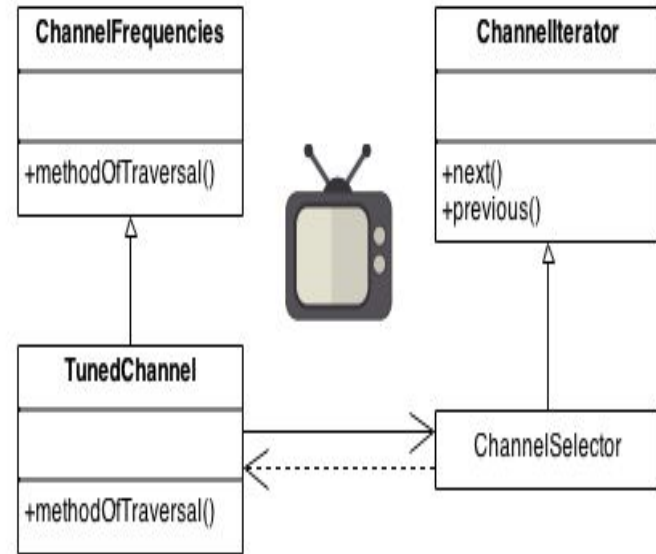 ChannelFrequencies
+methodOfTraversal()
ChannelIterator
+next()
+previous()
TunedChannel
+methodOfTraversal()
ChannelSelector